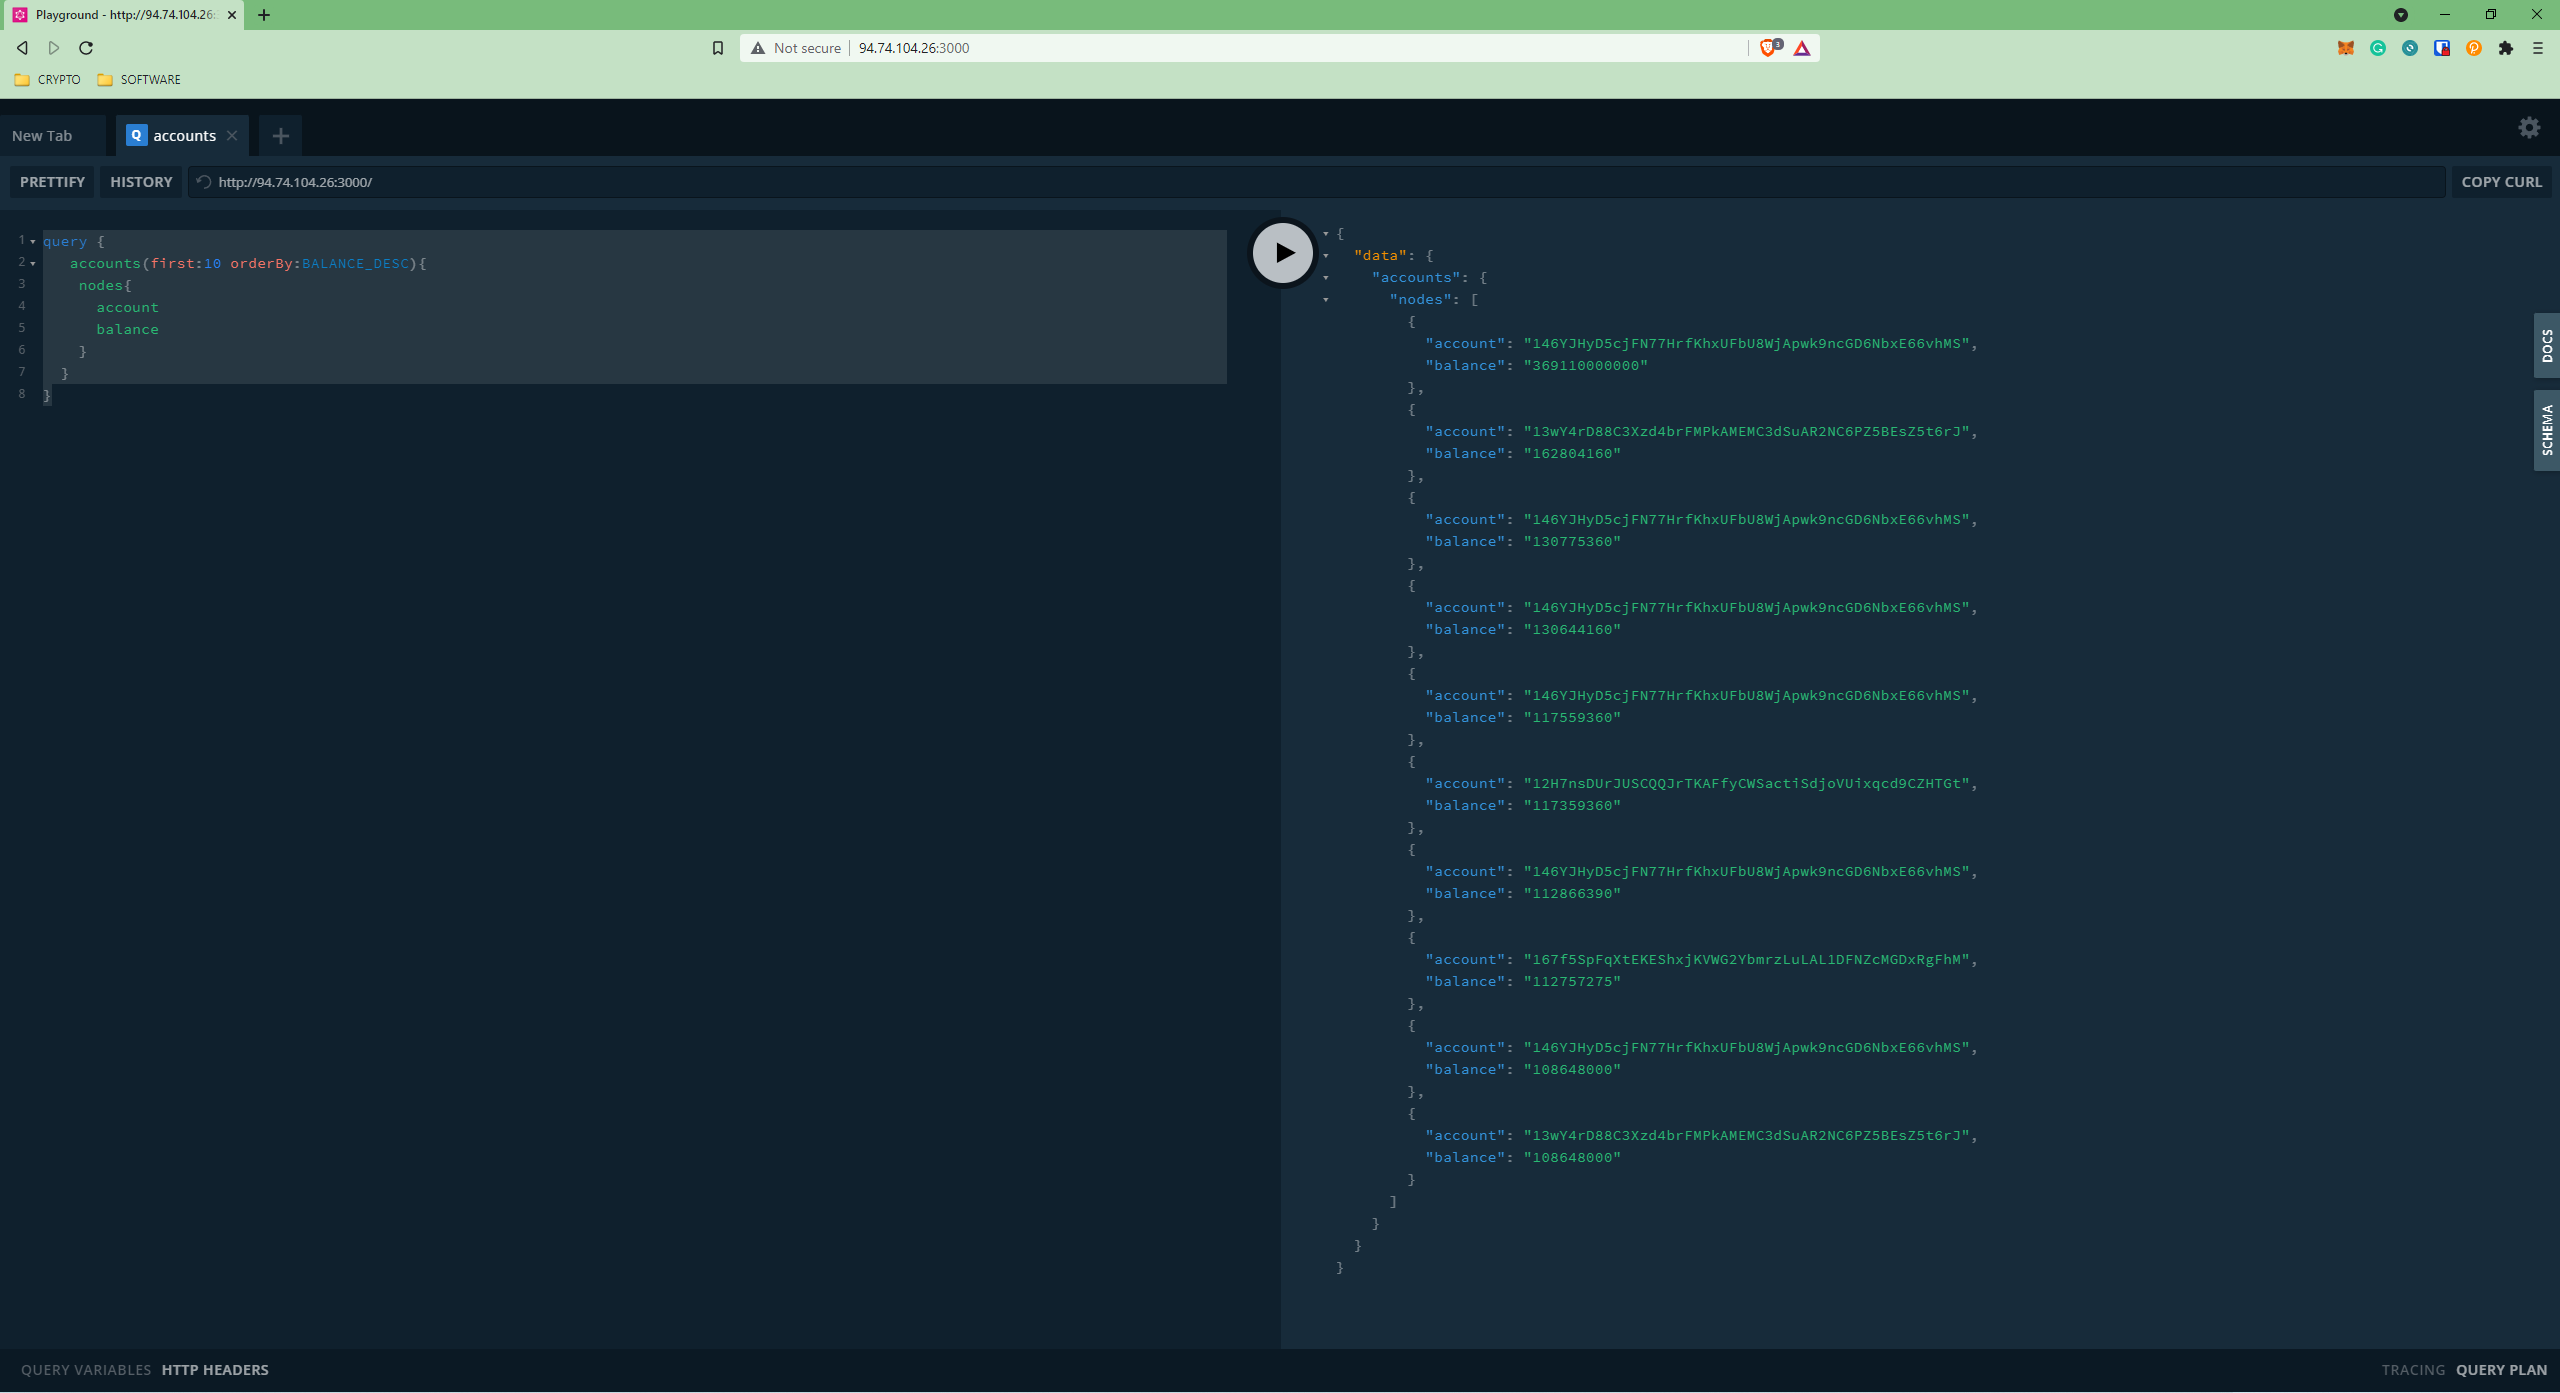 Playground - http://94.74.104.26:
Not secure 94.74.104.26:3000
CRYPTO SOFTWARE
New Tab Q accounts
PRETTIFY HISTORY http://94.74.104.26:3000/ COPY CURL
1 query {
2 accounts(first:10 orderBy:BALANCE_DESC){
3 nodes{
4 account
5 balance
6 }
7 }
8 }
{
"data": {
"accounts": {
"nodes": [
{
"account": "146YJHyD5cjFN77HrfKhxUFbU8WjApwk9ncGD6NbxE66vhMS",
"balance": "369110000000"
},
{
"account": "13wY4rD88C3Xzd4brFMPkAMEMC3dSuAR2NC6PZ5BEsZ5t6rJ",
"balance": "162804160"
},
{
"account": "146YJHyD5cjFN77HrfKhxUFbU8WjApwk9ncGD6NbxE66vhMS",
"balance": "130775360"
},
{
"account": "146YJHyD5cjFN77HrfKhxUFbU8WjApwk9ncGD6NbxE66vhMS",
"balance": "130644160"
},
{
"account": "146YJHyD5cjFN77HrfKhxUFbU8WjApwk9ncGD6NbxE66vhMS",
"balance": "117559360"
},
{
"account": "12H7nsDUrJUSCQQJrTKAFfyCWSactiSdjoVUixqcd9CZHTGt",
"balance": "117359360"
},
{
"account": "146YJHyD5cjFN77HrfKhxUFbU8WjApwk9ncGD6NbxE66vhMS",
"balance": "112866390"
},
{
"account": "167f5SpFqXtEKEShxjKVWG2YbmrzLuLAL1DFNZcMGDxRgFhM",
"balance": "112757275"
},
{
"account": "146YJHyD5cjFN77HrfKhxUFbU8WjApwk9ncGD6NbxE66vhMS",
"balance": "108648000"
},
{
"account": "13wY4rD88C3Xzd4brFMPkAMEMC3dSuAR2NC6PZ5BEsZ5t6rJ",
"balance": "108648000"
}
]
}
}
}
DOCS
SCHEMA
QUERY VARIABLES HTTP HEADERS
TRACING QUERY PLAN